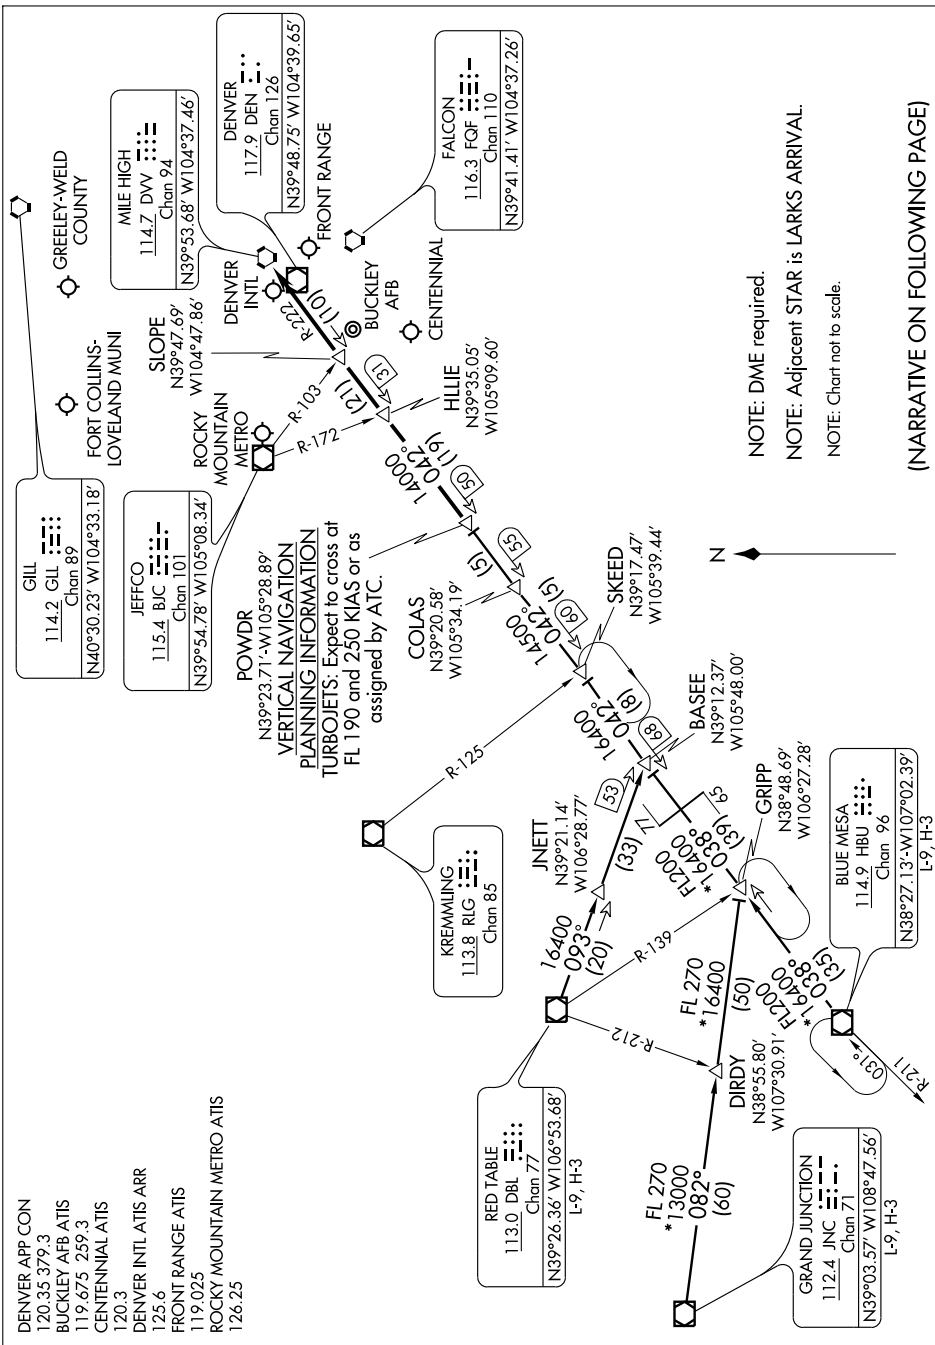 DENVER APP CON
120.35 379.3
BUCKLEY AFB ATIS
119.675 259.3
CENTENNIAL ATIS
120.3
DENVER INTL ATIS ARR
125.6
FRONT RANGE ATIS
119.025
ROCKY MOUNTAIN METRO ATIS
126.25
GILL
114.2 GLL
Chan 89
N40°30.23' W104°33.18'
FORT COLLINS-
LOVELAND MUNI
GREELEY-WELD
COUNTY
JEFFCO
115.4 BJC
Chan 101
N39°54.78' W105°08.34'
ROCKY
MOUNTAIN
METRO
SLOPE
N39°47.69'
W104°47.86'
MILE HIGH
114.7 DVV
Chan 94
N39°53.68' W104°37.46'
DENVER
INTL
DENVER
117.9 DEN
Chan 126
N39°48.75' W104°39.65'
FRONT RANGE
BUCKLEY
AFB
CENTENNIAL
FALCON
116.3 FQF
Chan 110
N39°41.41' W104°37.26'
R-222
(10)
R-103
R-172
(21)
31
HLLIE
N39°35.05'
W105°09.60'
14000
042°
(19)
50
POWDR
N39°23.71'-W105°28.89'
VERTICAL NAVIGATION
PLANNING INFORMATION
TURBOJETS: Expect to cross at
FL 190 and 250 KIAS or as
assigned by ATC.
(5)
55
COLAS
N39°20.58'
W105°34.19'
14500
042°
(5)
60
SKEED
N39°17.47'
W105°39.44'
R-125
16400
042°
(8)
68
BASEE
N39°12.37'
W105°48.00'
KREMMLING
113.8 RLG
Chan 85
JNETT
N39°21.14'
W106°28.77'
53
(33)
77
65
16400
093°
(20)
FL200
*16400
038°
(39)
GRIPP
N38°48.69'
W106°27.28'
RED TABLE
113.0 DBL
Chan 77
N39°26.36' W106°53.68'
L-9, H-3
R-139
R-212
FL 270
*16400
(50)
FL200
*16400
038°
(35)
BLUE MESA
114.9 HBU
Chan 96
N38°27.13'-W107°02.39'
L-9, H-3
031°
R-211
DIRDY
N38°55.80'
W107°30.91'
FL 270
*13000
082°
(60)
GRAND JUNCTION
112.4 JNC
Chan 71
N39°03.57' W108°47.56'
L-9, H-3
N
NOTE: DME required.
NOTE: Adjacent STAR is LARKS ARRIVAL.
NOTE: Chart not to scale.
(NARRATIVE ON FOLLOWING PAGE)